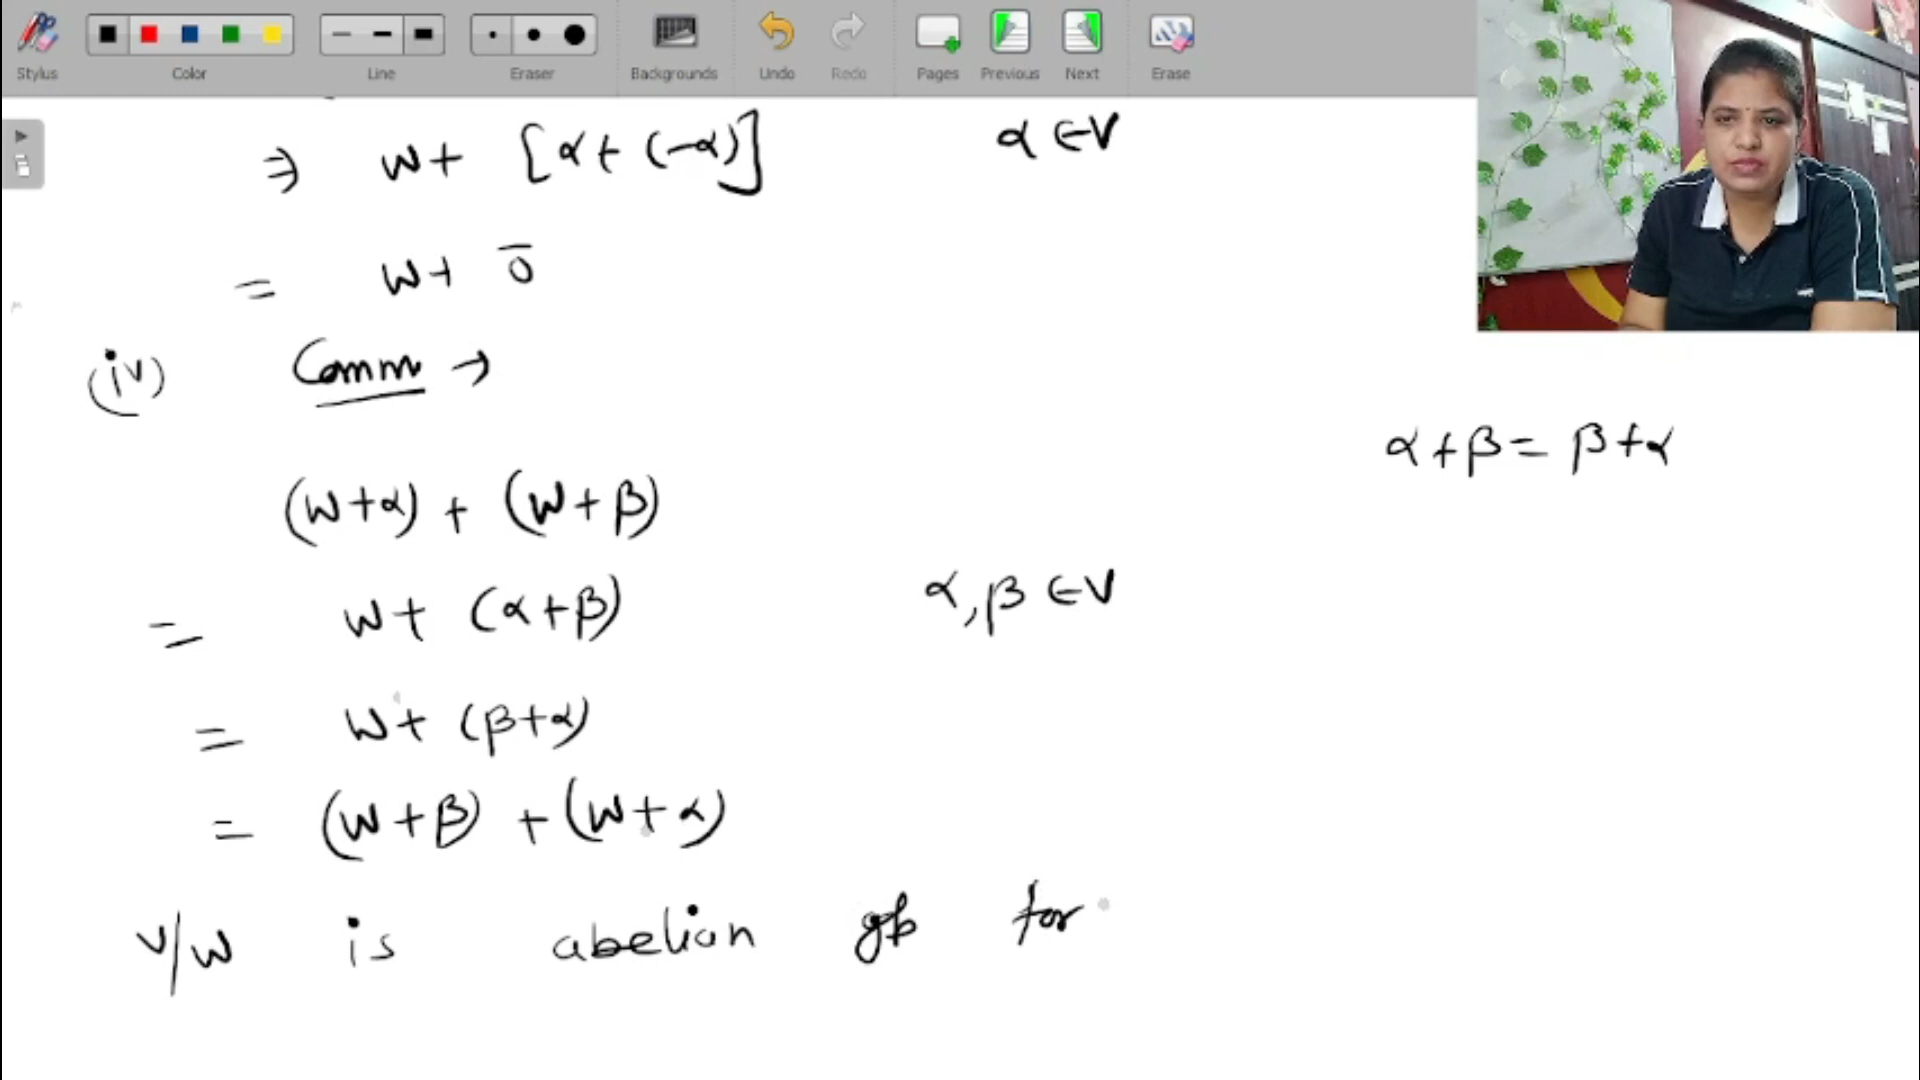 Stylus Color Line Eraser Backgrounds Undo Redo Pages Previous Next Erase
⇒ W + [α + (-α)] α ∈ V
= W + 0̄
(iv) Comm →
α + β = β + α
(W + α) + (W + β)
= W + (α + β) α, β ∈ V
= W + (β + α)
= (W + β) + (W + α)
V/W is abelian gp for